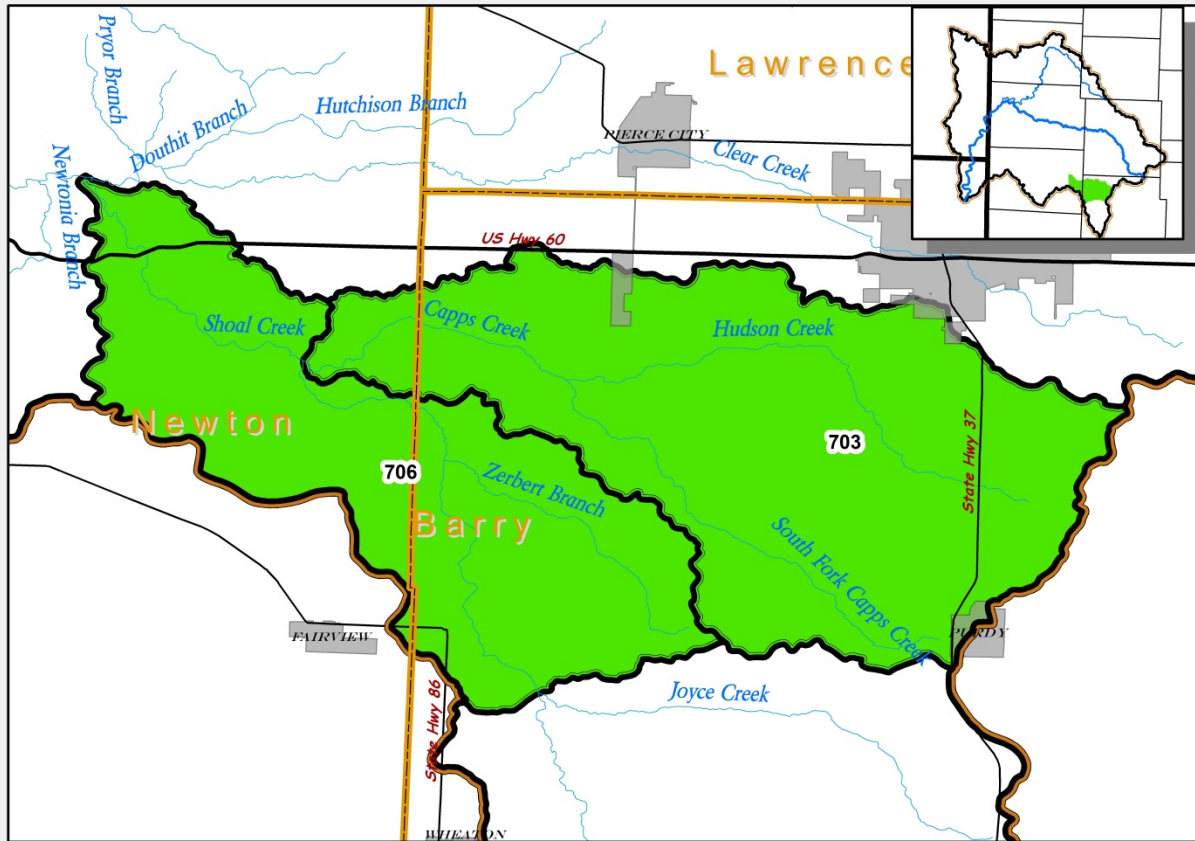 Pryor Branch
Lawrence
Hutchison Branch
Douthit Branch
PIERCE CITY
Clear Creek
Newtonia Branch
US Hwy 60
Shoal Creek
Capps Creek
Hudson Creek
Newton
703
State Hwy 37
706
Zerbert Branch
Barry
South Fork Capps Creek
FAIRVIEW
PURDY
Joyce Creek
State Hwy 86
WHEATON